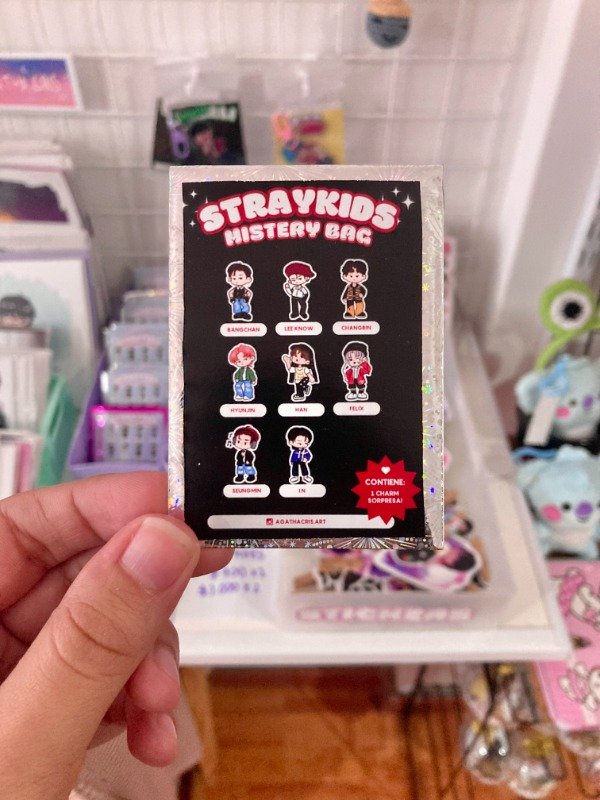 STRAYKIDS
MISTERY BAG
BANGCHAN
LEE KNOW
CHANGBIN
HYUNJIN
HAN
FELIX
SEUNGMIN
I.N
CONTIENE:
1 CHARM
SORPRESA!
AGATHACRIS.ART
STICKERS